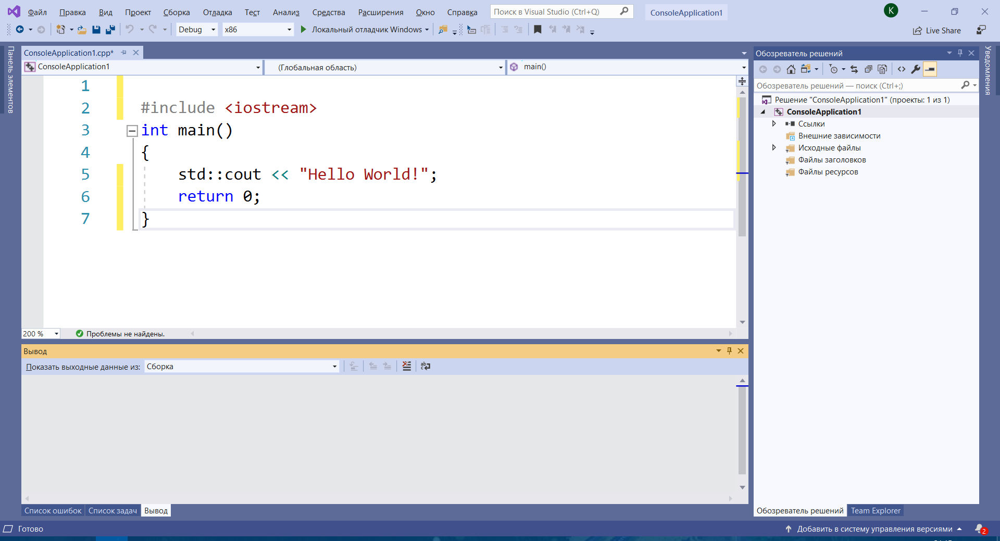 Файл Правка Вид Проект Сборка Отладка Тест Анализ Средства Расширения Окно Справка Поиск в Visual Studio (Ctrl+Q) ConsoleApplication1 K
Debug x86 Локальный отладчик Windows Live Share
Панель элементов
ConsoleApplication1.cpp*
ConsoleApplication1 (Глобальная область) main()
1
2 #include <iostream>
3 int main()
4 {
5 std::cout << "Hello World!";
6 return 0;
7 }
200 % Проблемы не найдены.
Вывод
Показать выходные данные из: Сборка
Список ошибок Список задач Вывод
Обозреватель решений
Обозреватель решений — поиск (Ctrl+;)
Решение "ConsoleApplication1" (проекты: 1 из 1)
ConsoleApplication1
Ссылки
Внешние зависимости
Исходные файлы
Файлы заголовков
Файлы ресурсов
Обозреватель решений Team Explorer
Уведомления
Готово Добавить в систему управления версиями 2